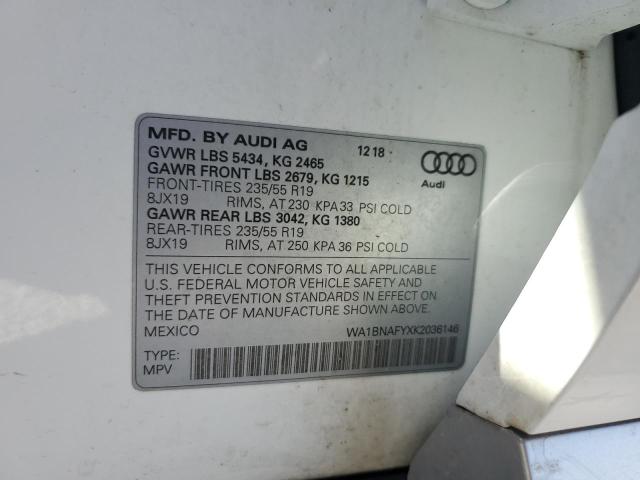 MFD. BY AUDI AG 12 18
GVWR LBS 5434, KG 2465
GAWR FRONT LBS 2679, KG 1215
FRONT-TIRES 235/55 R19
8JX19 RIMS, AT 230 KPA 33 PSI COLD
GAWR REAR LBS 3042, KG 1380
REAR-TIRES 235/55 R19
8JX19 RIMS, AT 250 KPA 36 PSI COLD
Audi
THIS VEHICLE CONFORMS TO ALL APPLICABLE
U.S. FEDERAL MOTOR VEHICLE SAFETY AND
THEFT PREVENTION STANDARDS IN EFFECT ON
THE DATE OF MANUFACTURE SHOWN ABOVE.
MEXICO WA1BNAFYXK2036146
TYPE:
MPV